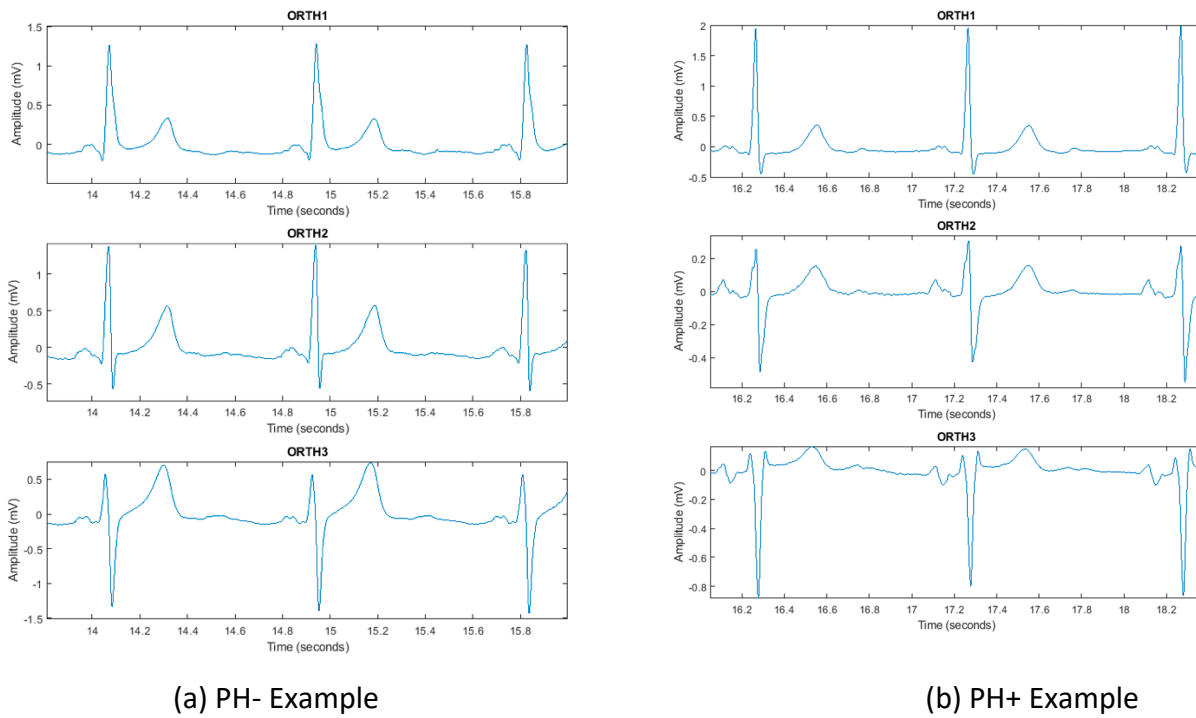 ORTH1
Amplitude (mV)
1.5
1
0.5
0
14 14.2 14.4 14.6 14.8 15 15.2 15.4 15.6 15.8
Time (seconds)
ORTH2
Amplitude (mV)
1
0.5
0
-0.5
14 14.2 14.4 14.6 14.8 15 15.2 15.4 15.6 15.8
Time (seconds)
ORTH3
Amplitude (mV)
0.5
0
-0.5
-1
-1.5
14 14.2 14.4 14.6 14.8 15 15.2 15.4 15.6 15.8
Time (seconds)
(a) PH- Example
ORTH1
Amplitude (mV)
2
1.5
1
0.5
0
-0.5
16.2 16.4 16.6 16.8 17 17.2 17.4 17.6 17.8 18 18.2
Time (seconds)
ORTH2
Amplitude (mV)
0.2
0
-0.2
-0.4
16.2 16.4 16.6 16.8 17 17.2 17.4 17.6 17.8 18 18.2
Time (seconds)
ORTH3
Amplitude (mV)
0
-0.2
-0.4
-0.6
-0.8
16.2 16.4 16.6 16.8 17 17.2 17.4 17.6 17.8 18 18.2
Time (seconds)
(b) PH+ Example